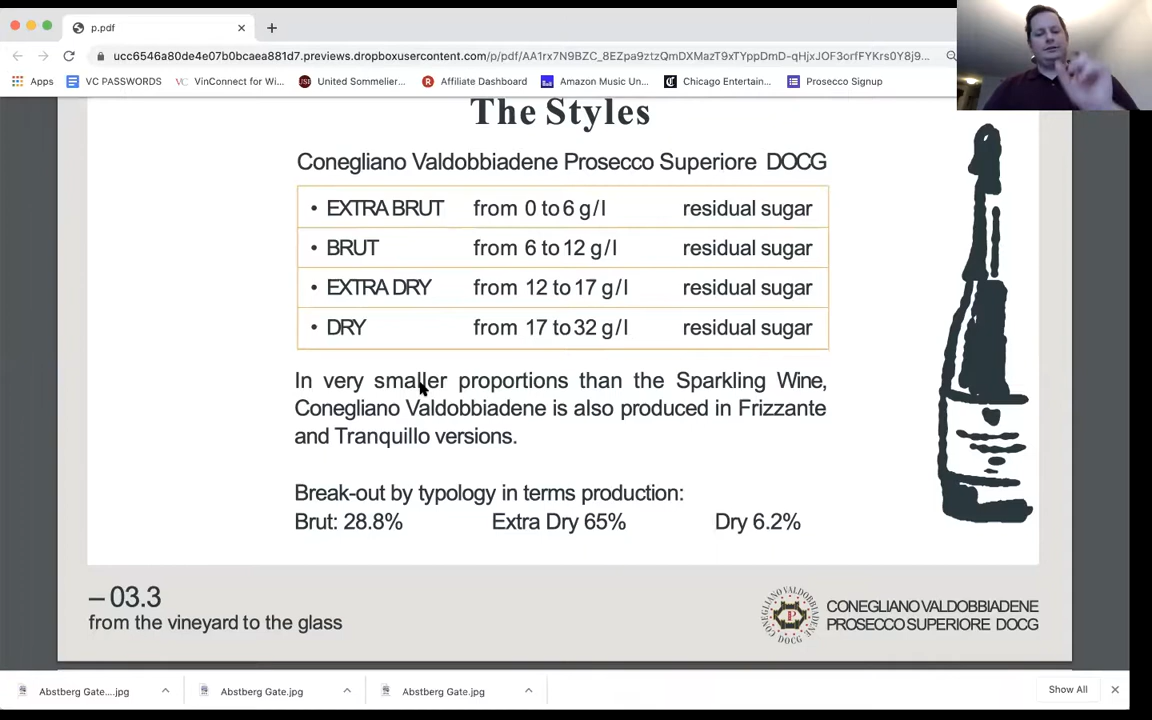 p.pdf
ucc6546a80de4e07b0bcaea881d7.previews.dropboxusercontent.com/p/pdf/AA1rx7N9BZC_8EZpa9ztzQmDXMazT9xTYppDmD-qHjxJOF3orfFYKrs0Y8j9...
Apps VC PASSWORDS VinConnect for Wi... United Sommelier... Affiliate Dashboard Amazon Music Un... Chicago Entertain... Prosecco Signup
The Styles
Conegliano Valdobbiadene Prosecco Superiore DOCG
• EXTRA BRUT from 0 to 6 g/l residual sugar
• BRUT from 6 to 12 g/l residual sugar
• EXTRA DRY from 12 to 17 g/l residual sugar
• DRY from 17 to 32 g/l residual sugar
In very smaller proportions than the Sparkling Wine,
Conegliano Valdobbiadene is also produced in Frizzante
and Tranquillo versions.
Break-out by typology in terms production:
Brut: 28.8% Extra Dry 65% Dry 6.2%
– 03.3
from the vineyard to the glass
CONEGLIANO VALDOBBIADENE
DOCG
CONEGLIANO VALDOBBIADENE
PROSECCO SUPERIORE DOCG
Abstberg Gate....jpg Abstberg Gate.jpg Abstberg Gate.jpg Show All